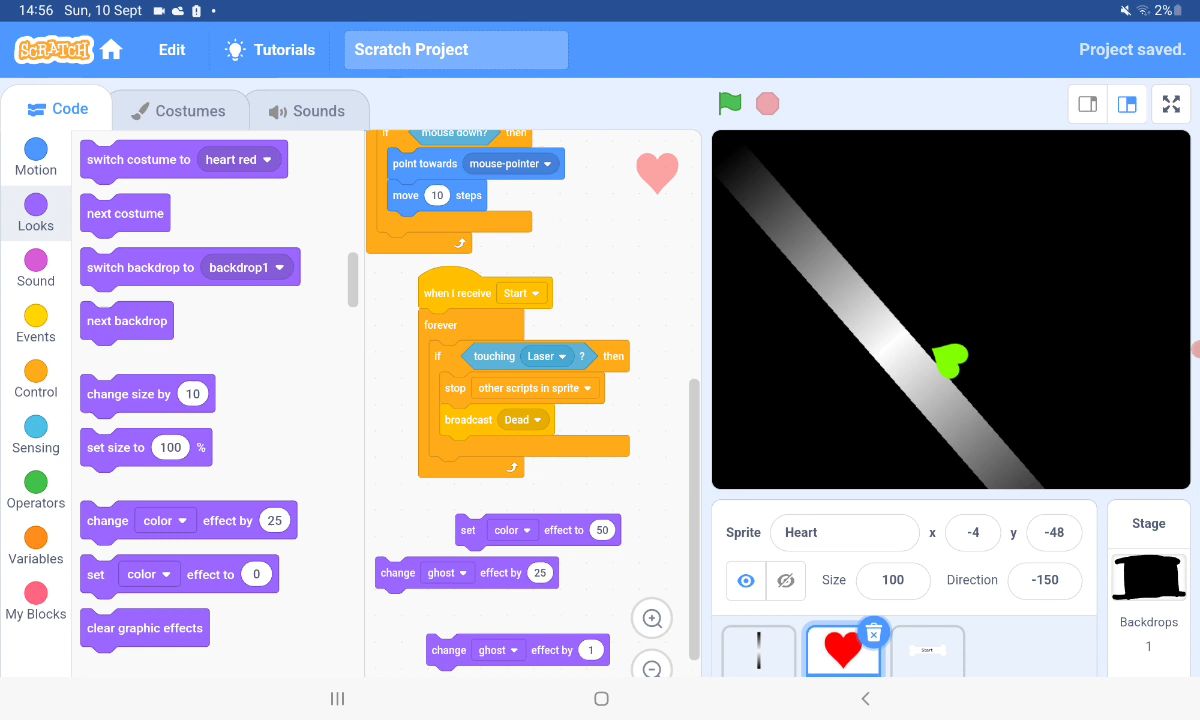 14:56 Sun, 10 Sept 2%
SCRATCH Edit Tutorials Scratch Project Project saved.
Code Costumes Sounds
Motion
Looks
Sound
Events
Control
Sensing
Operators
Variables
My Blocks
switch costume to heart red
next costume
switch backdrop to backdrop1
next backdrop
change size by 10
set size to 100 %
change color effect by 25
set color effect to 0
clear graphic effects
if mouse down? then
point towards mouse-pointer
move 10 steps
when I receive Start
forever
if touching Laser ? then
stop other scripts in sprite
broadcast Dead
set color effect to 50
change ghost effect by 25
change ghost effect by 1
Sprite Heart x -4 y -48
Size 100 Direction -150
Start
Stage
Backdrops
1